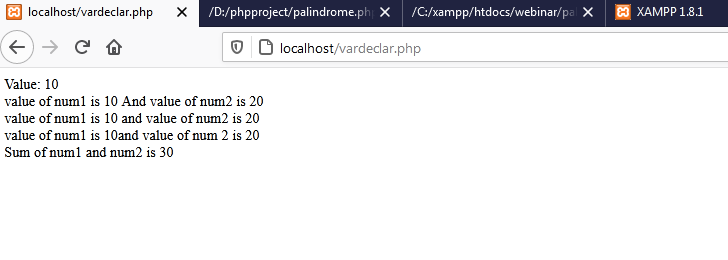 localhost/vardeclar.php
/D:/phpproject/palindrome.ph
/C:/xampp/htdocs/webinar/pa
XAMPP 1.8.1
localhost/vardeclar.php
Value: 10
value of num1 is 10 And value of num2 is 20
value of num1 is 10 and value of num2 is 20
value of num1 is 10and value of num 2 is 20
Sum of num1 and num2 is 30